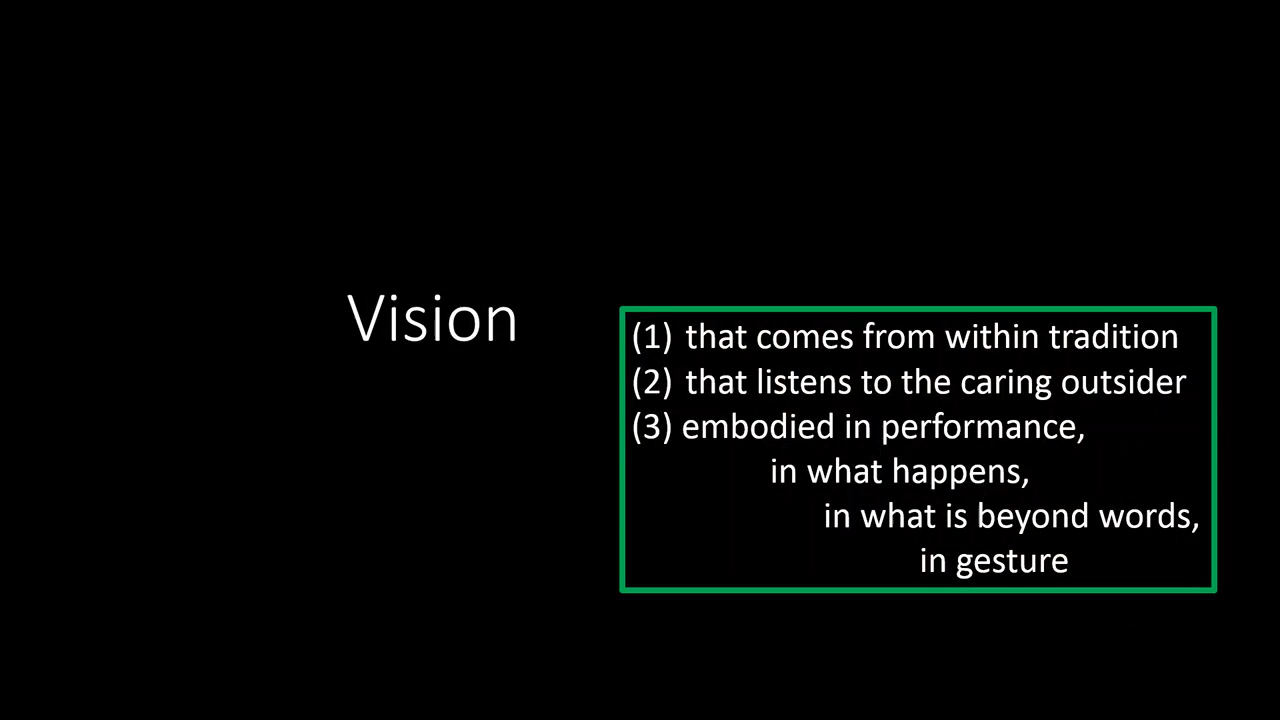 Vision
(1) that comes from within tradition
(2) that listens to the caring outsider
(3) embodied in performance,
in what happens,
in what is beyond words,
in gesture